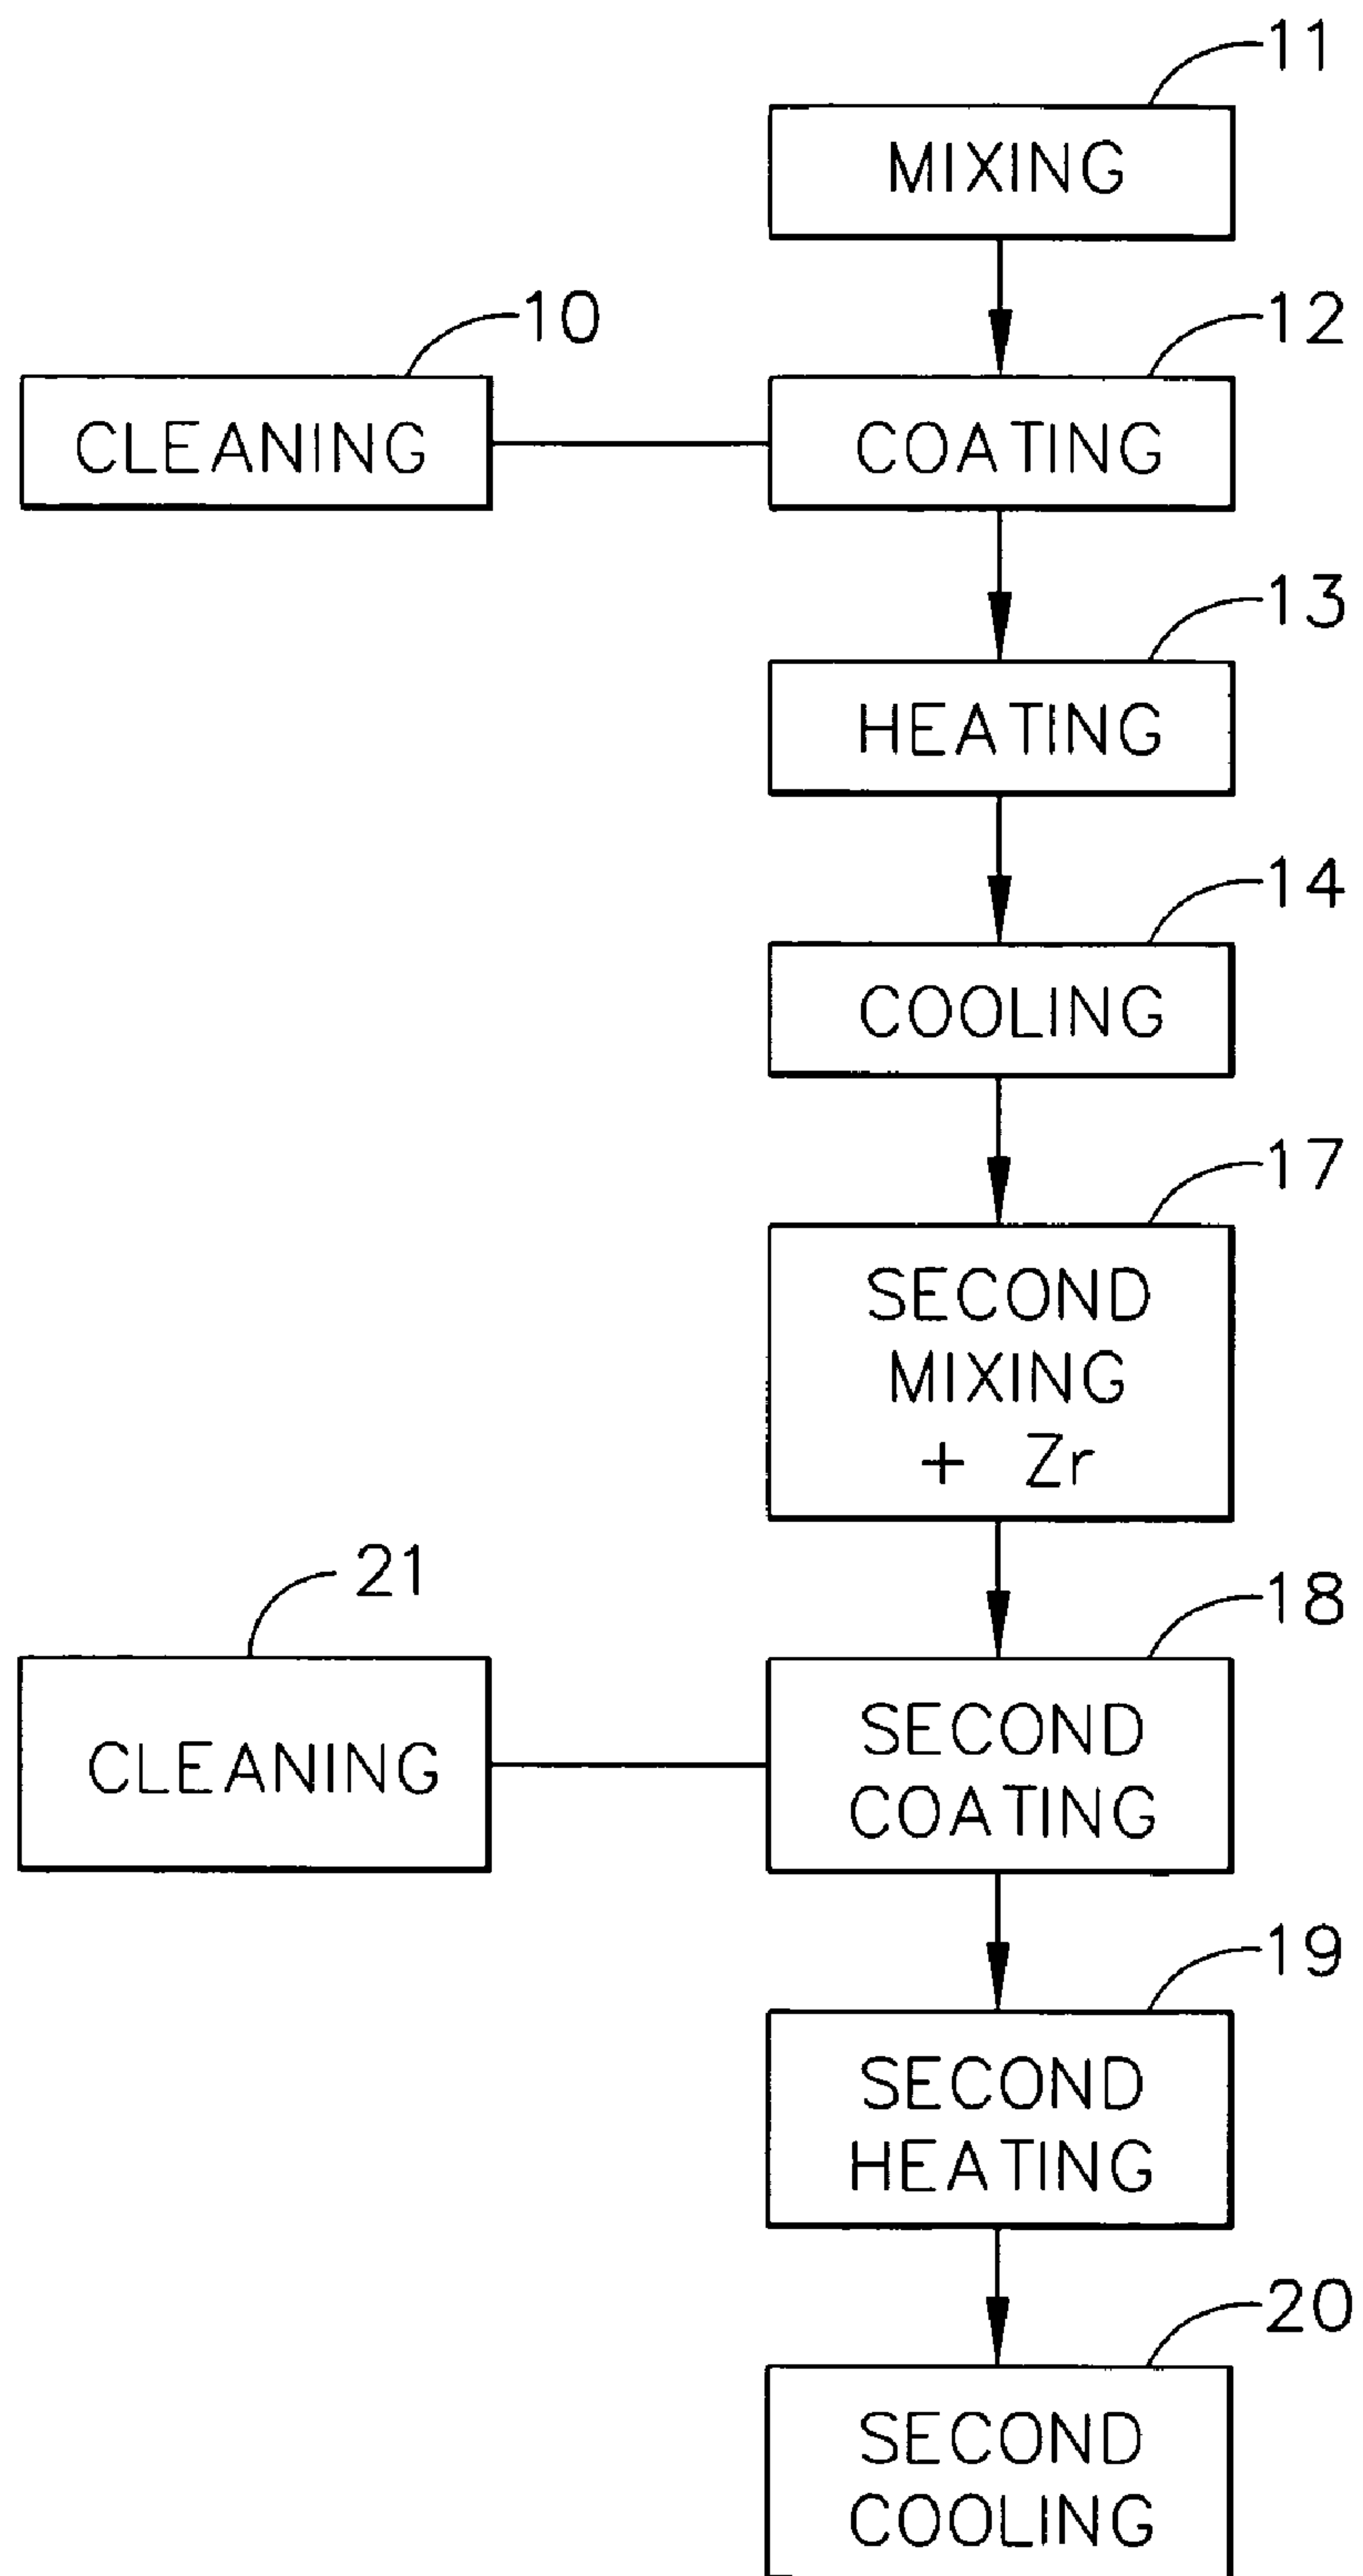 11
MIXING
10
12
CLEANING
COATING
13
HEATING
14
COOLING
17
SECOND
MIXING
+ Zr
21
18
CLEANING
SECOND
COATING
19
SECOND
HEATING
20
SECOND
COOLING